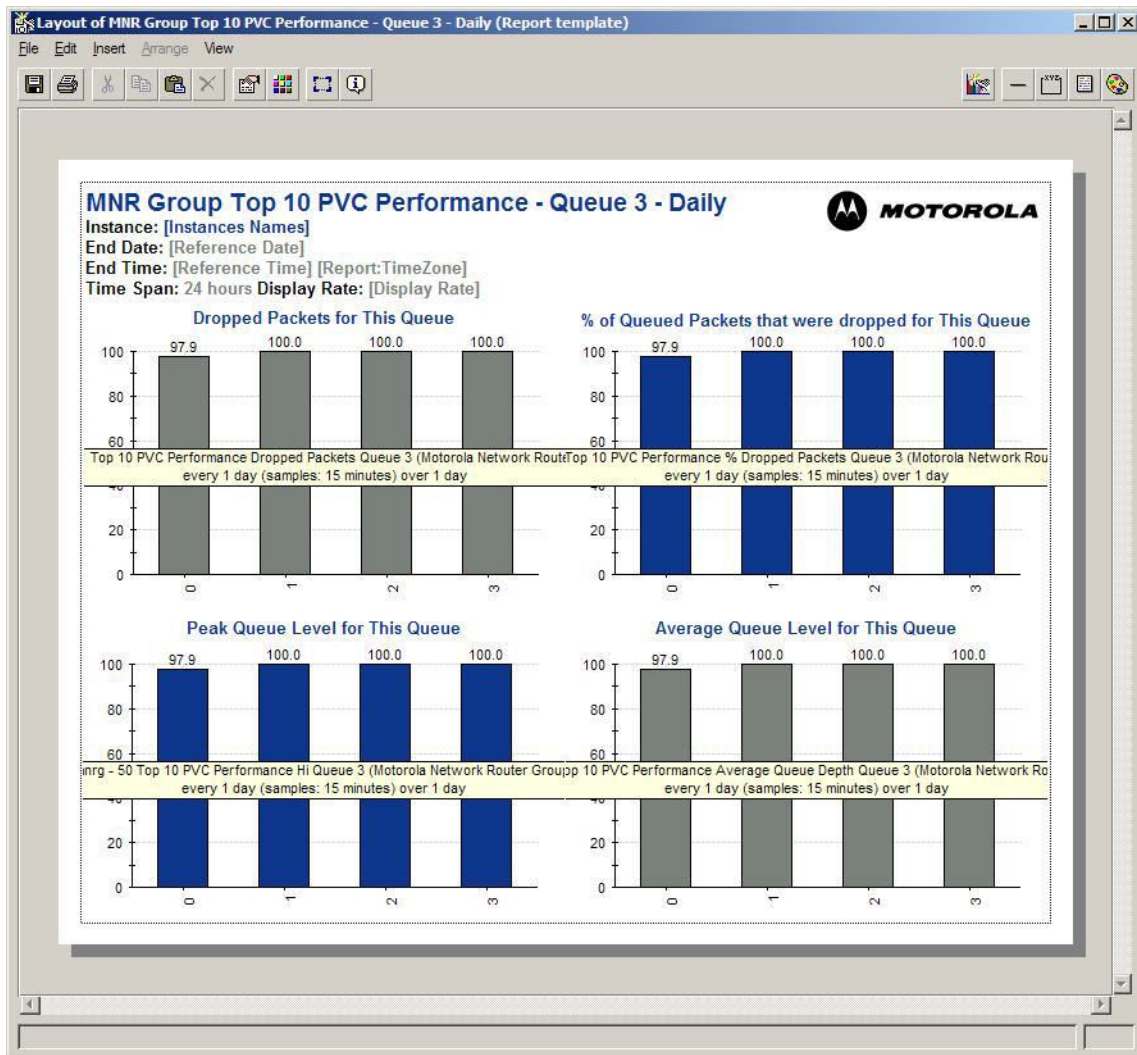 Layout of MNR Group Top 10 PVC Performance - Queue 3 - Daily (Report template)
File Edit Insert Arrange View
XYZ
MNR Group Top 10 PVC Performance - Queue 3 - Daily
MOTOROLA
Instance: [Instances Names]
End Date: [Reference Date]
End Time: [Reference Time] [Report:TimeZone]
Time Span: 24 hours Display Rate: [Display Rate]
Dropped Packets for This Queue
100
80
60
40
20
0
97.9 100.0 100.0 100.0
Top 10 PVC Performance Dropped Packets Queue 3 (Motorola Network Route
every 1 day (samples: 15 minutes) over 1 day
0 1 2 3
% of Queued Packets that were dropped for This Queue
100
80
60
40
20
0
97.9 100.0 100.0 100.0
Top 10 PVC Performance % Dropped Packets Queue 3 (Motorola Network Rou
every 1 day (samples: 15 minutes) over 1 day
0 1 2 3
Peak Queue Level for This Queue
100
80
60
40
20
0
97.9 100.0 100.0 100.0
nrg - 50 Top 10 PVC Performance Hi Queue 3 (Motorola Network Router Group
every 1 day (samples: 15 minutes) over 1 day
0 1 2 3
Average Queue Level for This Queue
100
80
60
40
20
0
97.9 100.0 100.0 100.0
op 10 PVC Performance Average Queue Depth Queue 3 (Motorola Network Ro
every 1 day (samples: 15 minutes) over 1 day
0 1 2 3